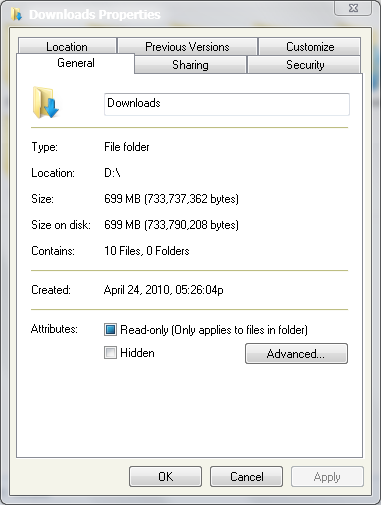 Downloads Properties
Location Previous Versions Customize
General Sharing Security
Downloads
Type: File folder
Location: D:\
Size: 699 MB (733,737,362 bytes)
Size on disk: 699 MB (733,790,208 bytes)
Contains: 10 Files, 0 Folders
Created: April 24, 2010, 05:26:04p
Attributes: Read-only (Only applies to files in folder)
Hidden Advanced...
OK Cancel Apply